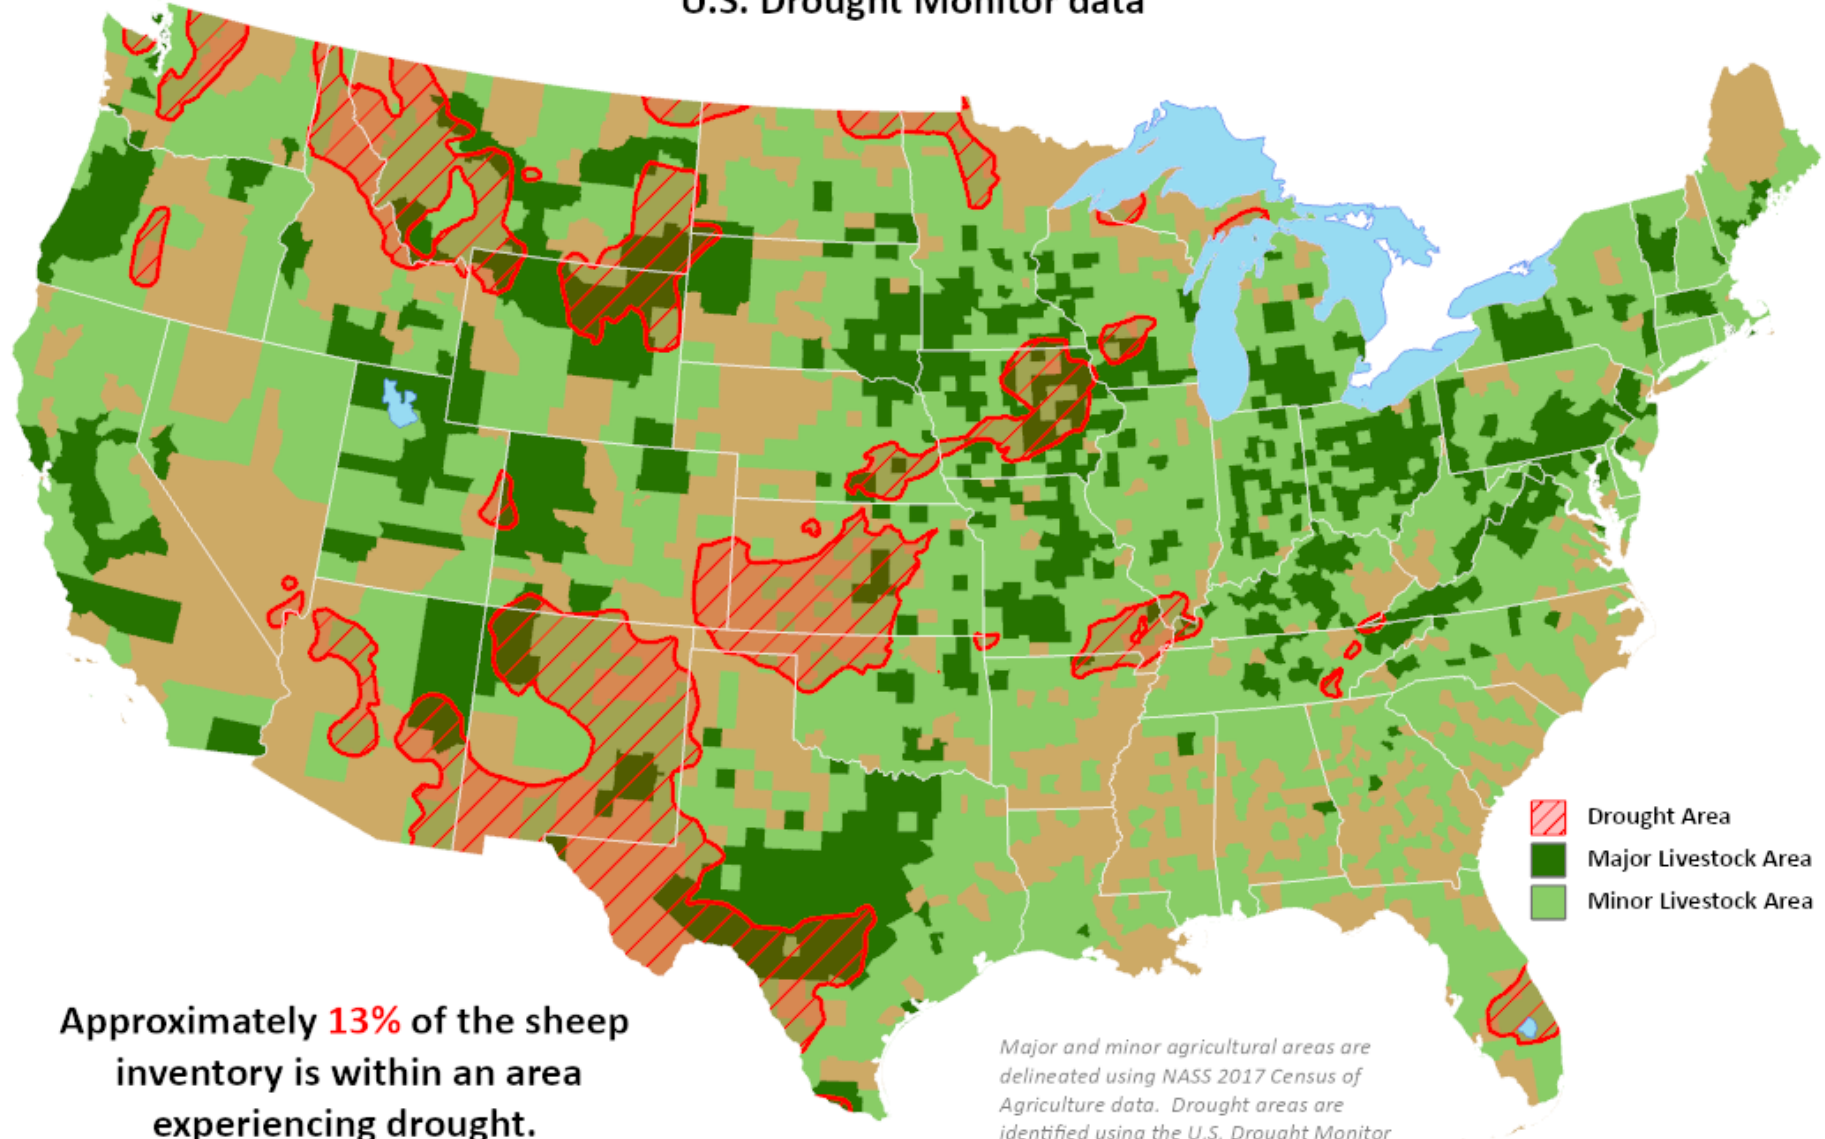 U.S. Drought Monitor data
Drought Area
Major Livestock Area
Minor Livestock Area
Approximately 13% of the sheep
inventory is within an area
experiencing drought.
Major and minor agricultural areas are
delineated using NASS 2017 Census of
Agriculture data. Drought areas are
identified using the U.S. Drought Monitor